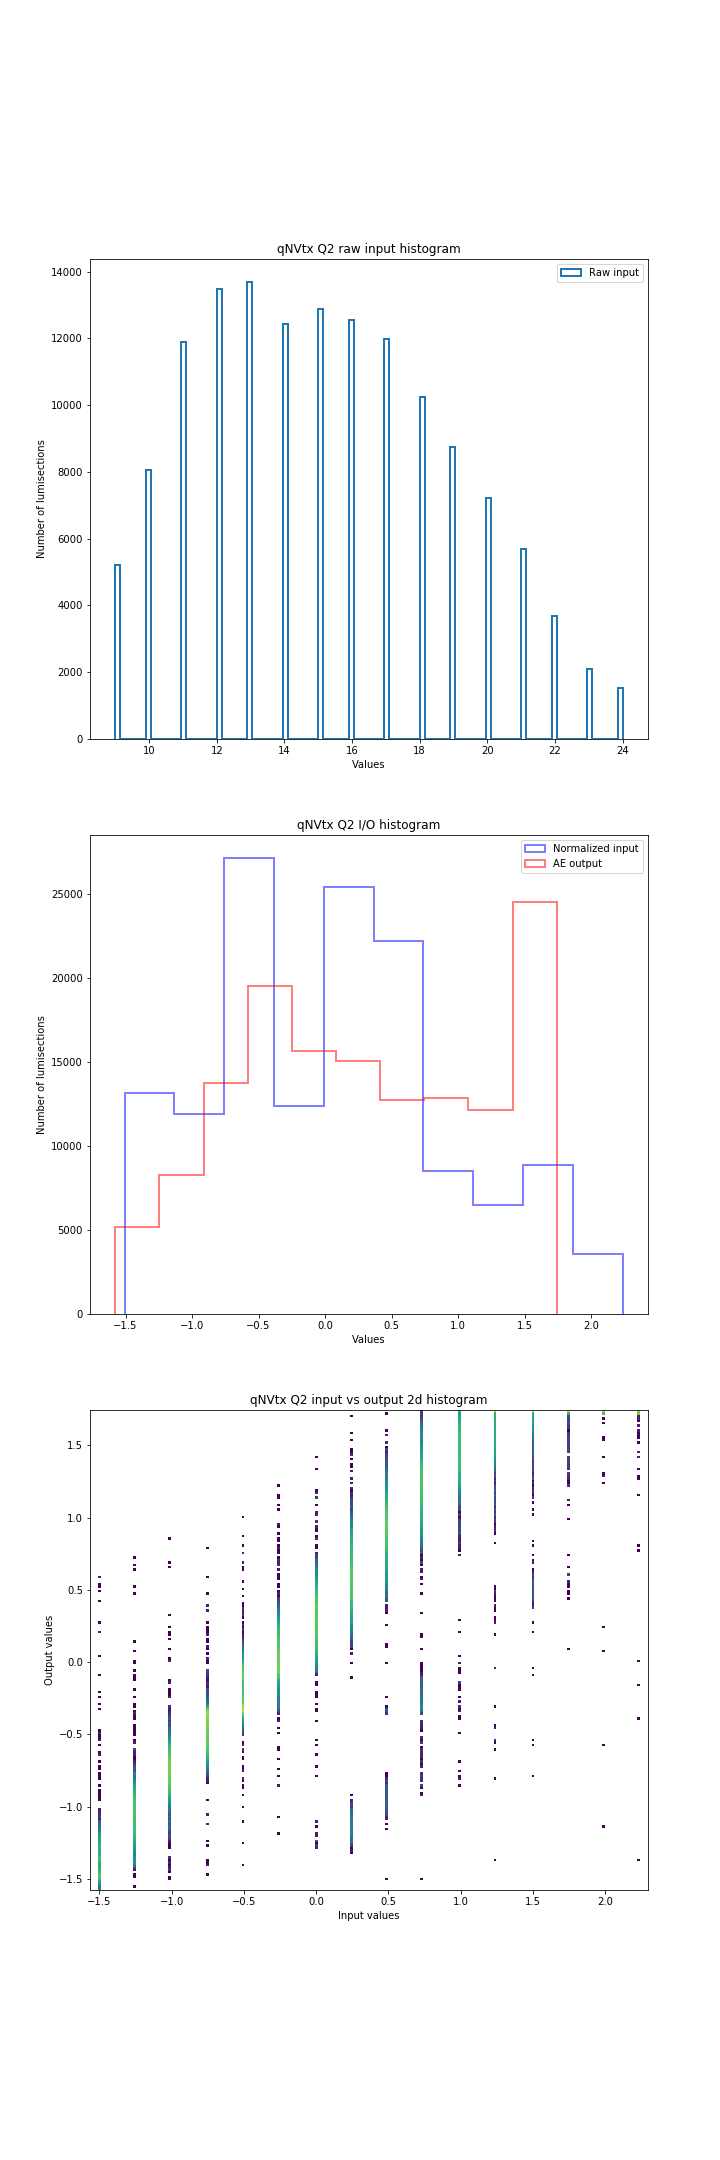 qNVtx Q2 raw input histogram
14000
12000
10000
8000
6000
4000
2000
0
Number of lumisections
Raw input
10 12 14 16 18 20 22 24
Values
qNVtx Q2 I/O histogram
25000
20000
15000
10000
5000
0
Number of lumisections
Normalized input
AE output
−1.5 −1.0 −0.5 0.0 0.5 1.0 1.5 2.0
Values
qNVtx Q2 input vs output 2d histogram
1.5
1.0
0.5
0.0
−0.5
−1.0
−1.5
Output values
−1.5 −1.0 −0.5 0.0 0.5 1.0 1.5 2.0
Input values